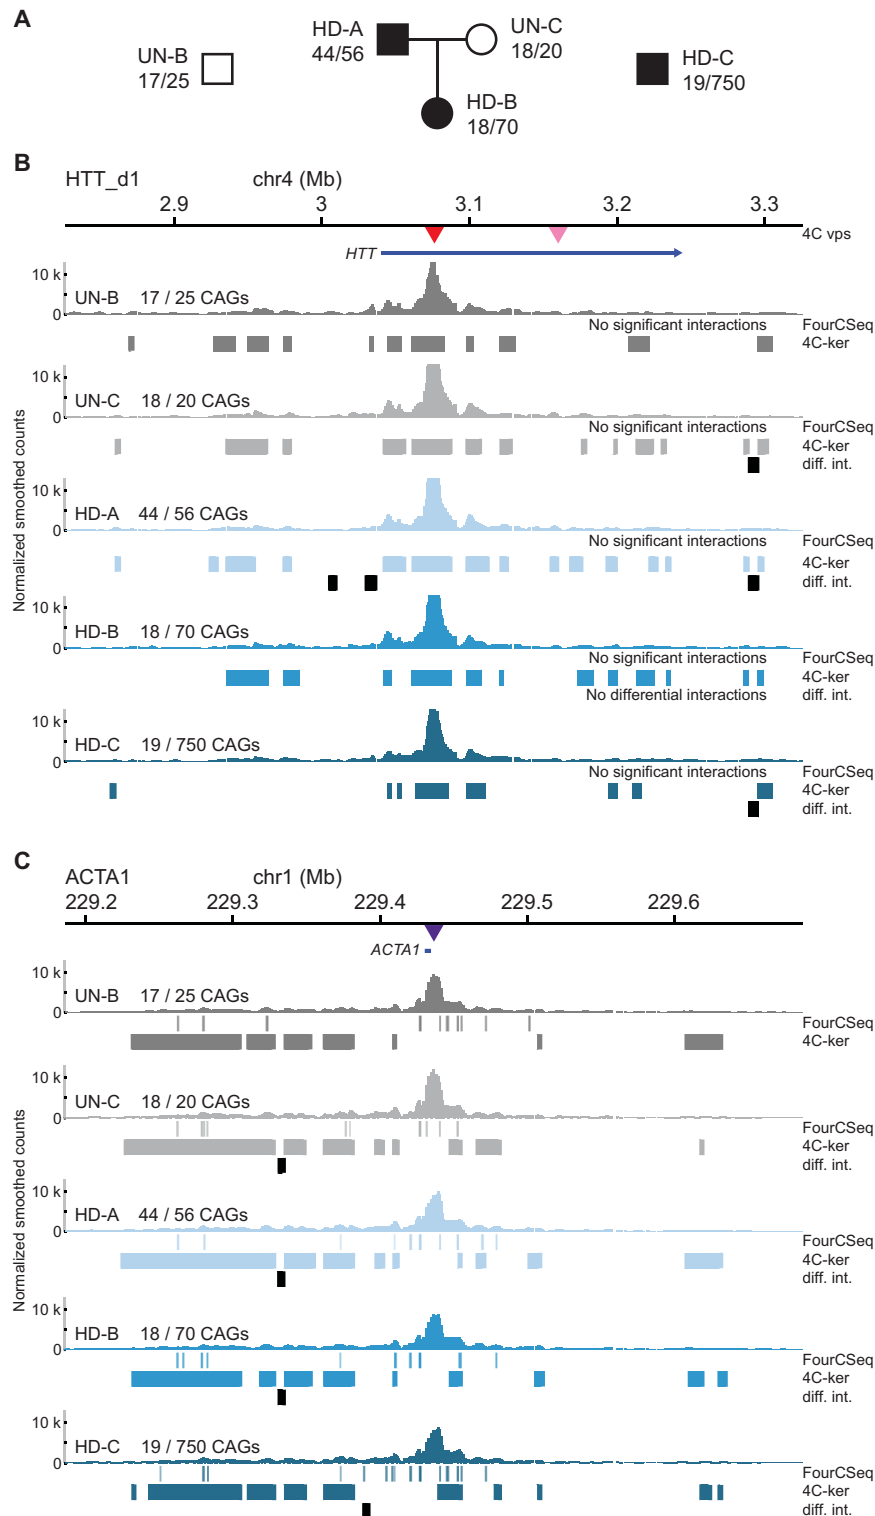 A
UN-B
17/25
HD-A
44/56
UN-C
18/20
HD-B
18/70
HD-C
19/750
B
HTT_d1
chr4 (Mb)
2.9 3 3.1 3.2 3.3
4C vps
HTT
Normalized smoothed counts
10 k
0
UN-B 17 / 25 CAGs
No significant interactions FourCSeq
4C-ker
10 k
0
UN-C 18 / 20 CAGs
No significant interactions FourCSeq
4C-ker
diff. int.
10 k
0
HD-A 44 / 56 CAGs
No significant interactions FourCSeq
4C-ker
diff. int.
10 k
0
HD-B 18 / 70 CAGs
No significant interactions FourCSeq
4C-ker
No differential interactions diff. int.
10 k
0
HD-C 19 / 750 CAGs
No significant interactions FourCSeq
4C-ker
diff. int.
C
ACTA1
chr1 (Mb)
229.2 229.3 229.4 229.5 229.6
ACTA1
Normalized smoothed counts
10 k
0
UN-B 17 / 25 CAGs
FourCSeq
4C-ker
10 k
0
UN-C 18 / 20 CAGs
FourCSeq
4C-ker
diff. int.
10 k
0
HD-A 44 / 56 CAGs
FourCSeq
4C-ker
diff. int.
10 k
0
HD-B 18 / 70 CAGs
FourCSeq
4C-ker
diff. int.
10 k
0
HD-C 19 / 750 CAGs
FourCSeq
4C-ker
diff. int.